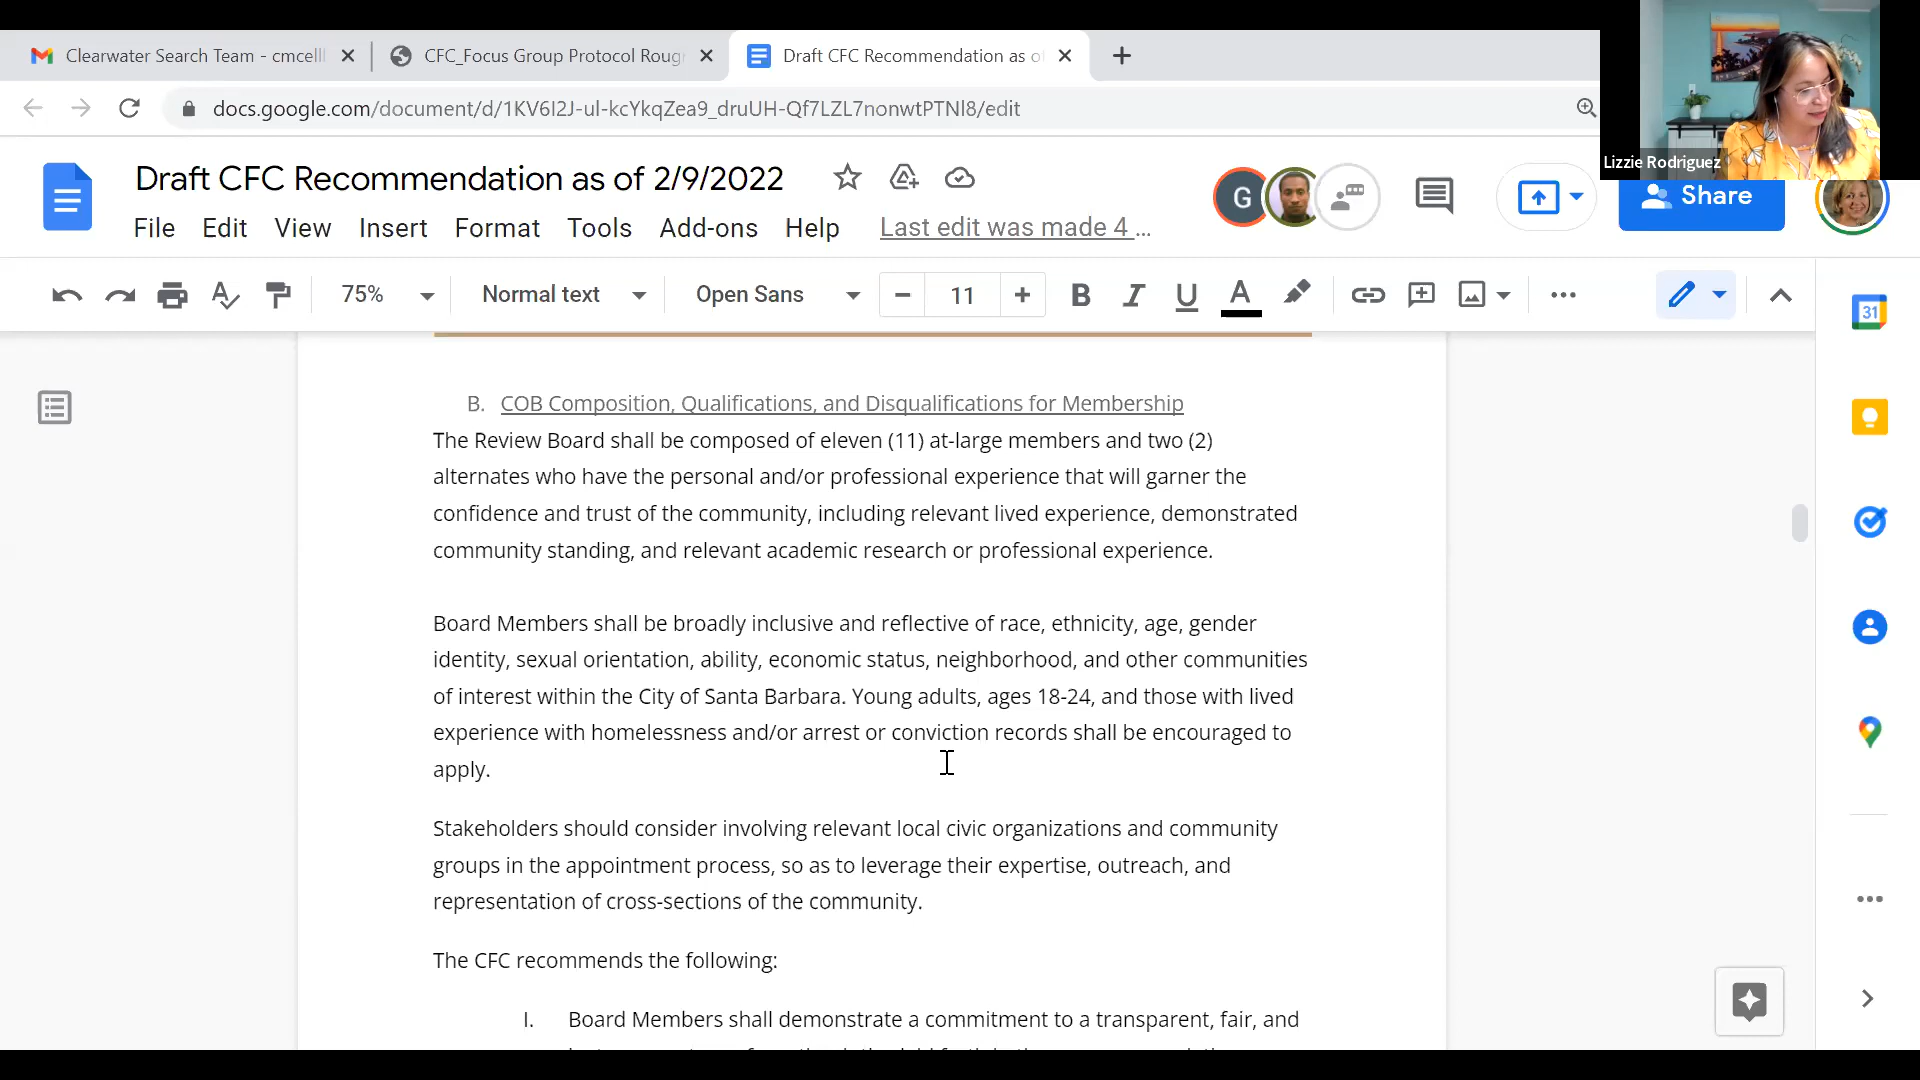 Clearwater Search Team - cmcelll
CFC_Focus Group Protocol Roug
Draft CFC Recommendation as o
docs.google.com/document/d/1KV6I2J-ul-kcYkqZea9_druUH-Qf7LZL7nonwtPTNl8/edit
Lizzie Rodriguez
Draft CFC Recommendation as of 2/9/2022
G
Share
File Edit View Insert Format Tools Add-ons Help Last edit was made 4 ...
75% Normal text Open Sans 11 B I U A
31
B. COB Composition, Qualifications, and Disqualifications for Membership
The Review Board shall be composed of eleven (11) at-large members and two (2)
alternates who have the personal and/or professional experience that will garner the
confidence and trust of the community, including relevant lived experience, demonstrated
community standing, and relevant academic research or professional experience.
Board Members shall be broadly inclusive and reflective of race, ethnicity, age, gender
identity, sexual orientation, ability, economic status, neighborhood, and other communities
of interest within the City of Santa Barbara. Young adults, ages 18-24, and those with lived
experience with homelessness and/or arrest or conviction records shall be encouraged to
apply.
Stakeholders should consider involving relevant local civic organizations and community
groups in the appointment process, so as to leverage their expertise, outreach, and
representation of cross-sections of the community.
The CFC recommends the following:
I. Board Members shall demonstrate a commitment to a transparent, fair, and